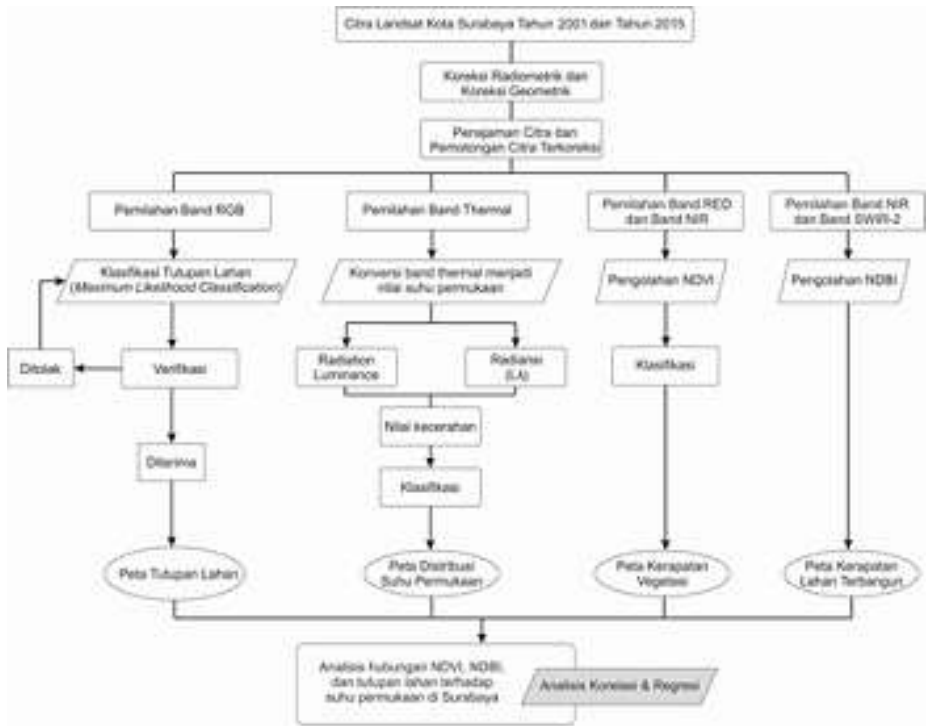 Citra Landsat Kota Surabaya Tahun 2001 dan Tahun 2015
Koreksi Radiometrik dan
Koreksi Geometrik
Penajaman Citra dan
Pemotongan Citra Terkoreksi
Pemilahan Band RGB
Pemilahan Band Thermal
Pemilahan Band RED
dan Band NIR
Pemilahan Band NIR
dan Band SWIR-2
Klasifikasi Tutupan Lahan
(Maximum Likelihood Classification)
Konversi band thermal menjadi
nilai suhu permukaan
Pengolahan NDVI
Pengolahan NDBI
Ditolak
Verifikasi
Radiation
Luminance
Radiansi
(Lλ)
Klasifikasi
Nilai kecerahan
Diterima
Klasifikasi
Peta Tutupan Lahan
Peta Distribusi
Suhu Permukaan
Peta Kerapatan
Vegetasi
Peta Kerapatan
Lahan Terbangun
Analisis hubungan NDVI, NDBI,
dan tutupan lahan terhadap
suhu permukaan di Surabaya
Analisis Korelasi & Regresi